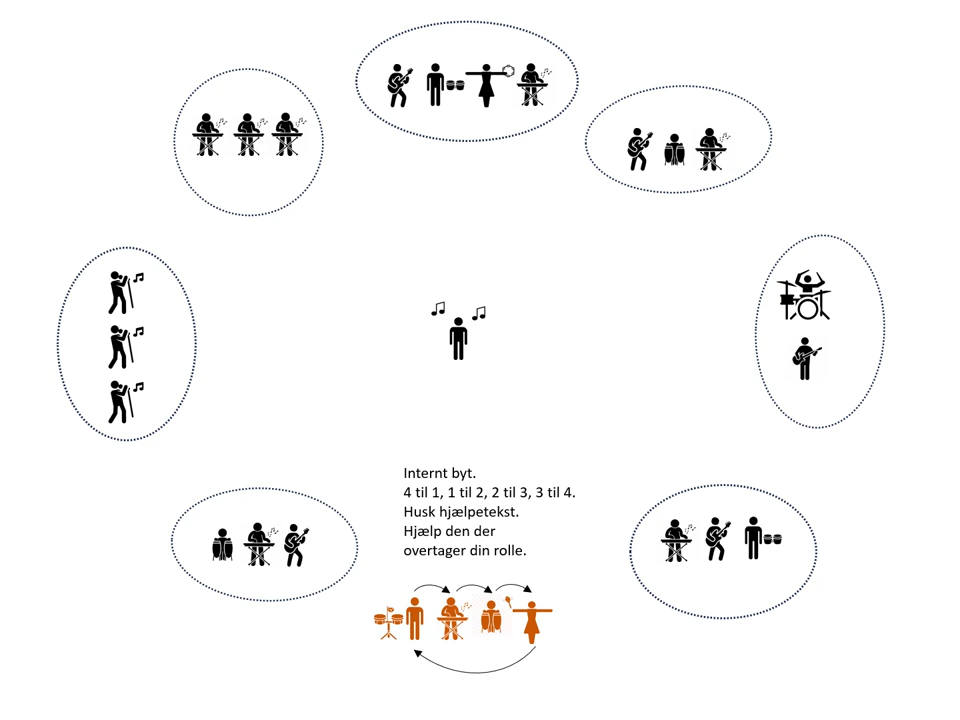 Internt byt.
4 til 1, 1 til 2, 2 til 3, 3 til 4.
Husk hjælpetekst.
Hjælp den der
overtager din rolle.